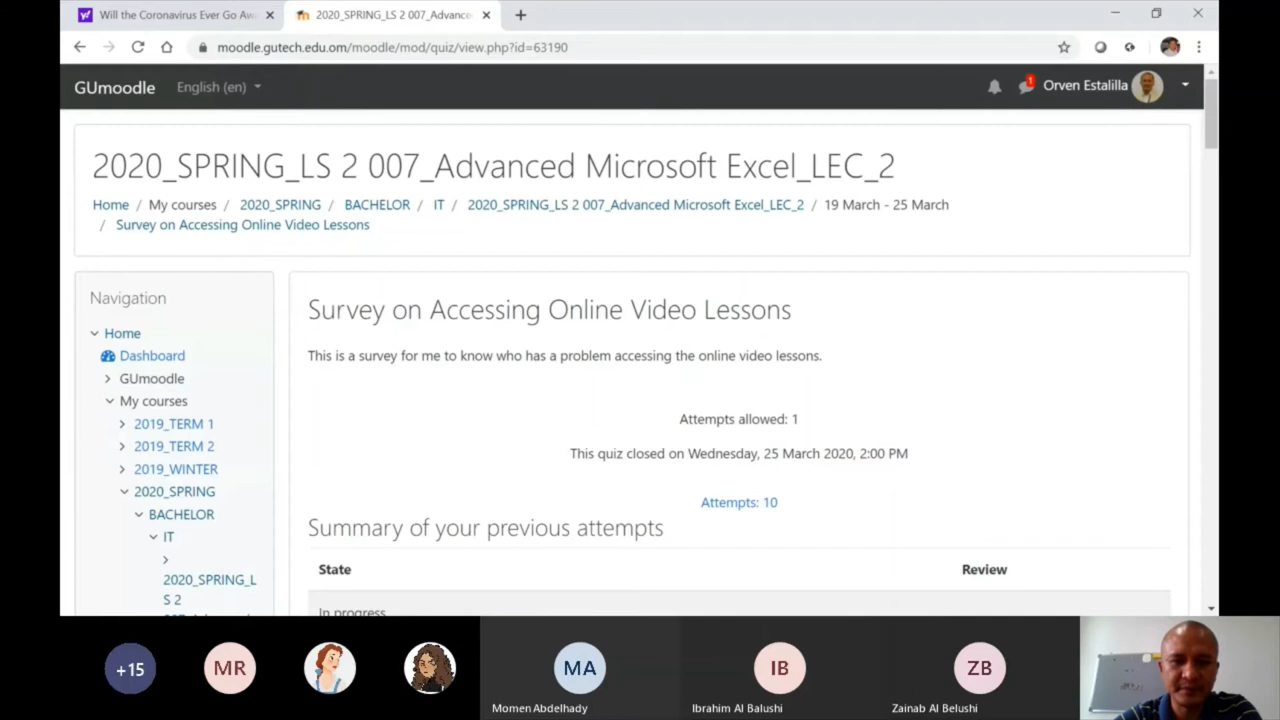 Will the Coronavirus Ever Go Aw
2020_SPRING_LS 2 007_Advance
moodle.gutech.edu.om/moodle/mod/quiz/view.php?id=63190
GUmoodle
English (en)
1
Orven Estalilla
2020_SPRING_LS 2 007_Advanced Microsoft Excel_LEC_2
Home / My courses / 2020_SPRING / BACHELOR / IT / 2020_SPRING_LS 2 007_Advanced Microsoft Excel_LEC_2 / 19 March - 25 March
/ Survey on Accessing Online Video Lessons
Navigation
Home
Dashboard
GUmoodle
My courses
2019_TERM 1
2019_TERM 2
2019_WINTER
2020_SPRING
BACHELOR
IT
2020_SPRING_L
S 2
Survey on Accessing Online Video Lessons
This is a survey for me to know who has a problem accessing the online video lessons.
Attempts allowed: 1
This quiz closed on Wednesday, 25 March 2020, 2:00 PM
Attempts: 10
Summary of your previous attempts
State Review
In progress
+15
MR
MA
Momen Abdelhady
IB
Ibrahim Al Balushi
ZB
Zainab Al Belushi